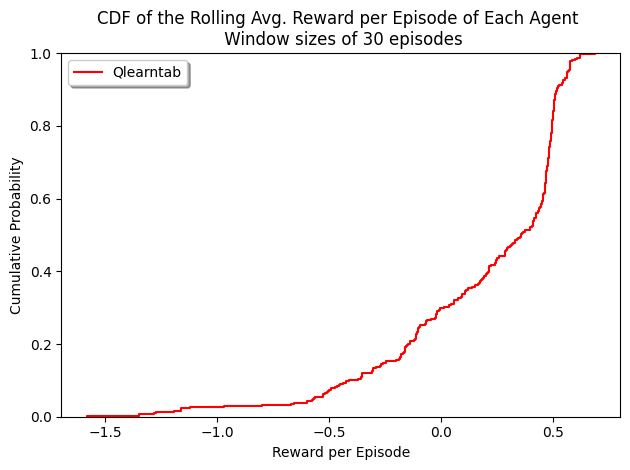 CDF of the Rolling Avg. Reward per Episode of Each Agent
Window sizes of 30 episodes
Qlearntab
1.0
0.8
0.6
0.4
0.2
0.0
Cumulative Probability
−1.5 −1.0 −0.5 0.0 0.5
Reward per Episode